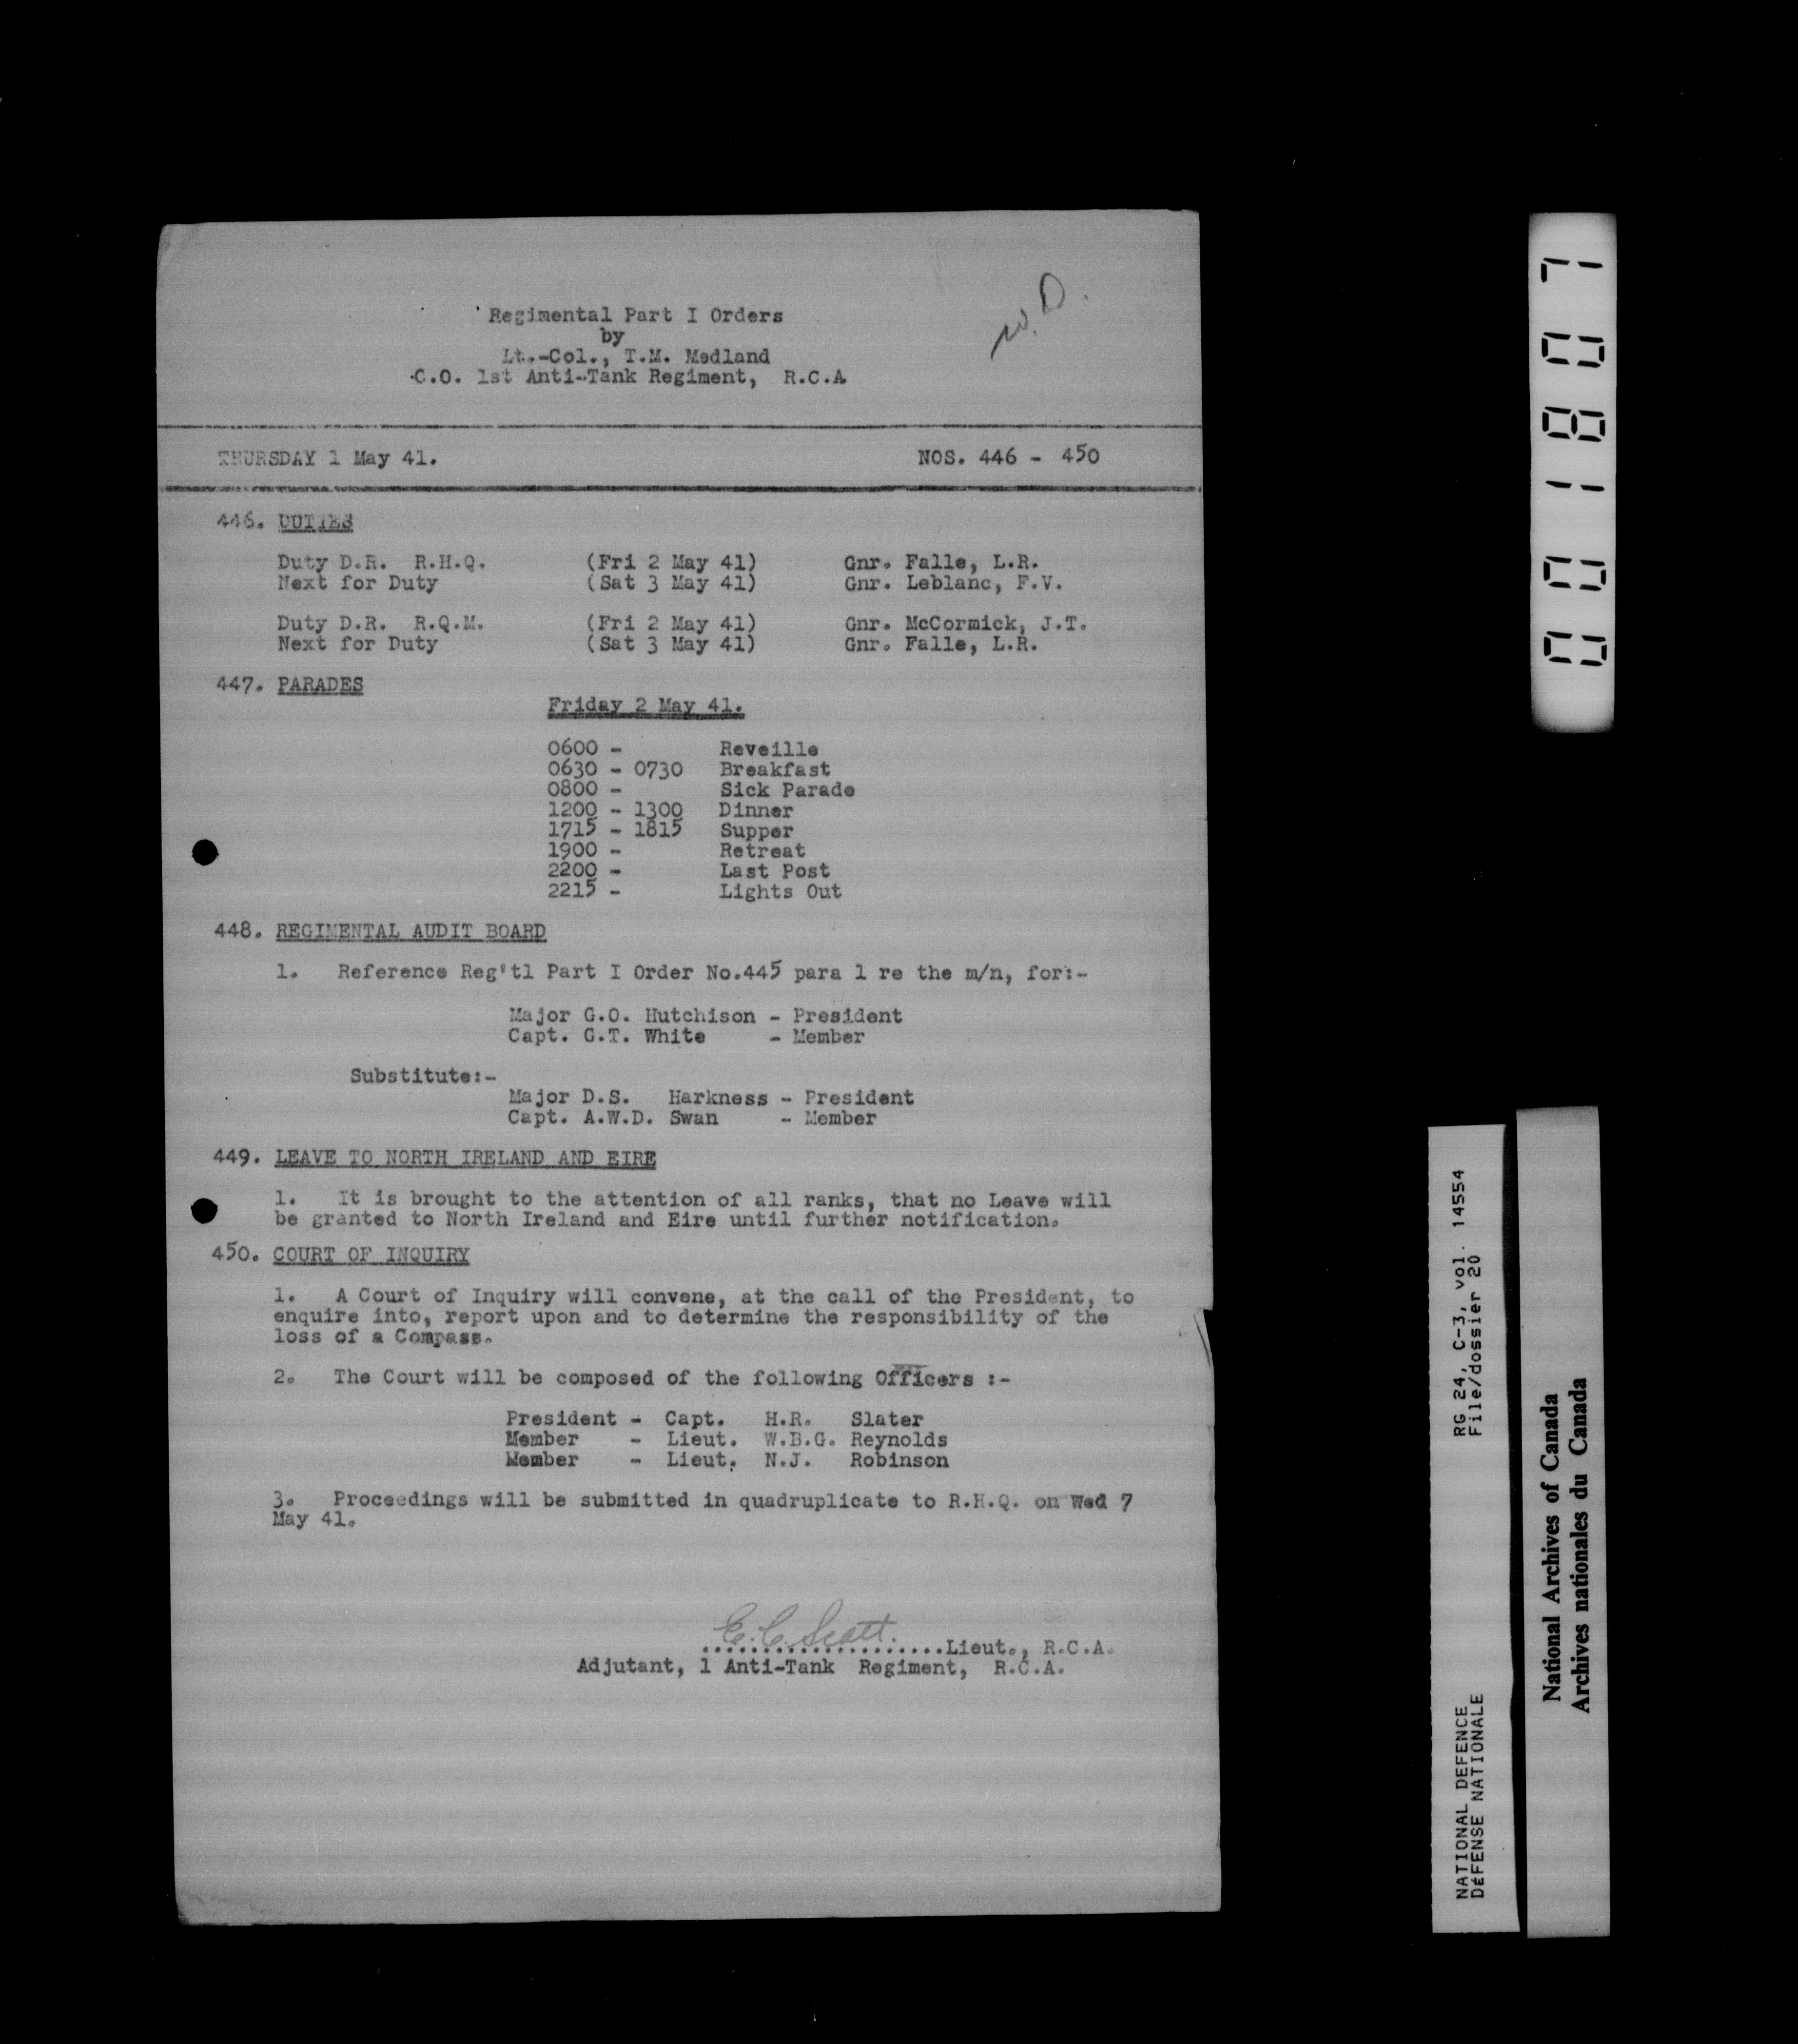 Regimental Part I Orders
by
Lt.-Col., T.M. Medland
C.O. 1st Anti-Tank Regiment, R.C.A
W.D.
THURSDAY 1 May 41. NOS. 446 - 450
446. DUTIES
Duty D.R. R.H.Q. (Fri 2 May 41) Gnr. Falle, L.R.
Next for Duty (Sat 3 May 41) Gnr. Leblanc, F.V.
Duty D.R. R.Q.M. (Fri 2 May 41) Gnr. McCormick, J.T.
Next for Duty (Sat 3 May 41) Gnr. Falle, L.R.
447. PARADES
Friday 2 May 41.
0600 - Reveille
0630 - 0730 Breakfast
0800 - Sick Parade
1200 - 1300 Dinner
1715 - 1815 Supper
1900 - Retreat
2200 - Last Post
2215 - Lights Out
448. REGIMENTAL AUDIT BOARD
1. Reference Reg'tl Part I Order No.445 para 1 re the m/n, for:-
Major G.O. Hutchison - President
Capt. G.T. White - Member
Substitute:-
Major D.S. Harkness - President
Capt. A.W.D. Swan - Member
449. LEAVE TO NORTH IRELAND AND EIRE
1. It is brought to the attention of all ranks, that no Leave will
be granted to North Ireland and Eire until further notification.
450. COURT OF INQUIRY
1. A Court of Inquiry will convene, at the call of the President, to
enquire into, report upon and to determine the responsibility of the
loss of a Compass.
2. The Court will be composed of the following Officers :-
President - Capt. H.R. Slater
Member - Lieut. W.B.G. Reynolds
Member - Lieut. N.J. Robinson
3. Proceedings will be submitted in quadruplicate to R.H.Q. on Wed 7
May 41.
E.C. Scott
....................Lieut., R.C.A.
Adjutant, 1 Anti-Tank Regiment, R.C.A.
001807
NATIONAL DEFENCE RG 24, C-3, vol. 14554
DÉFENSE NATIONALE File/dossier 20
National Archives of Canada
Archives nationales du Canada